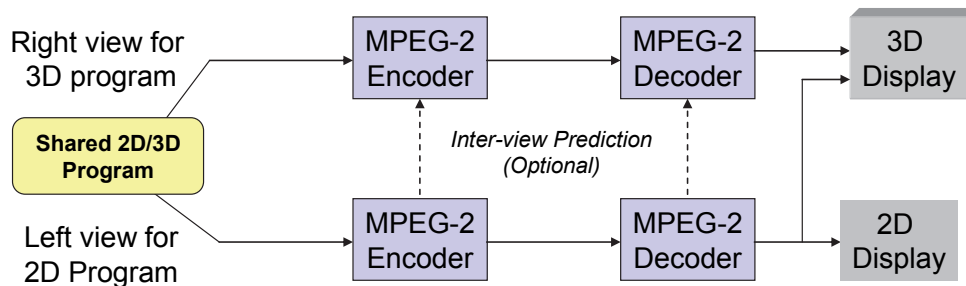 Right view for
3D program
MPEG-2
Encoder
MPEG-2
Decoder
3D
Display
Shared 2D/3D
Program
Inter-view Prediction
(Optional)
Left view for
2D Program
MPEG-2
Encoder
MPEG-2
Decoder
2D
Display